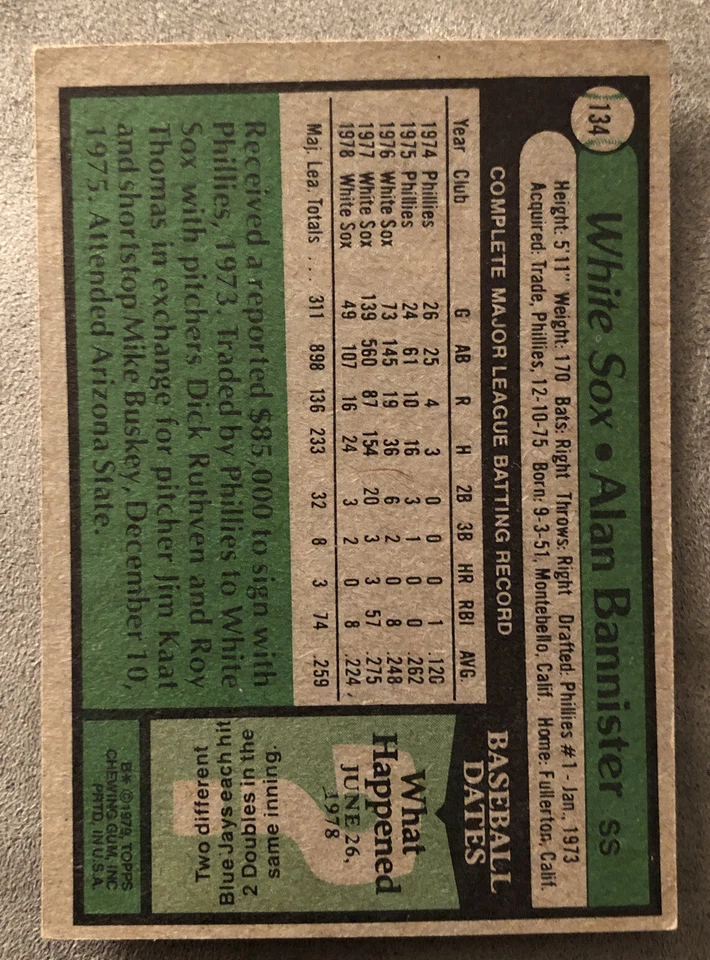 134
White Sox • Alan Bannister SS
Height: 5'11" Weight: 170 Bats: Right Throws: Right Drafted: Phillies #1 - Jan., 1973
Acquired: Trade, Phillies, 12-10-75 Born: 9-3-51, Montebello, Calif. Home: Fullerton, Calif.
COMPLETE MAJOR LEAGUE BATTING RECORD
Year Club G AB R H 2B 3B HR RBI AVG.
1974 Phillies 26 25 4 3 0 0 0 1 .120
1975 Phillies 24 61 10 16 3 1 0 0 .262
1976 White Sox 73 145 19 36 6 2 0 8 .248
1977 White Sox 139 560 87 154 20 3 3 57 .275
1978 White Sox 49 107 16 24 3 2 0 8 .224
Maj. Lea. Totals ... 311 898 136 233 32 8 3 74 .259
Received a reported $85,000 to sign with
Phillies, 1973. Traded by Phillies to White
Sox with pitchers Dick Ruthven and Roy
Thomas in exchange for pitcher Jim Kaat
and shortstop Mike Buskey, December 10,
1975. Attended Arizona State.
BASEBALL
DATES
What
Happened
JUNE 26,
1978
Two different
Blue Jays each hit
2 Doubles in the
same inning.
B* © 1979, TOPPS
CHEWING GUM, INC.
PRTD. IN U.S.A.